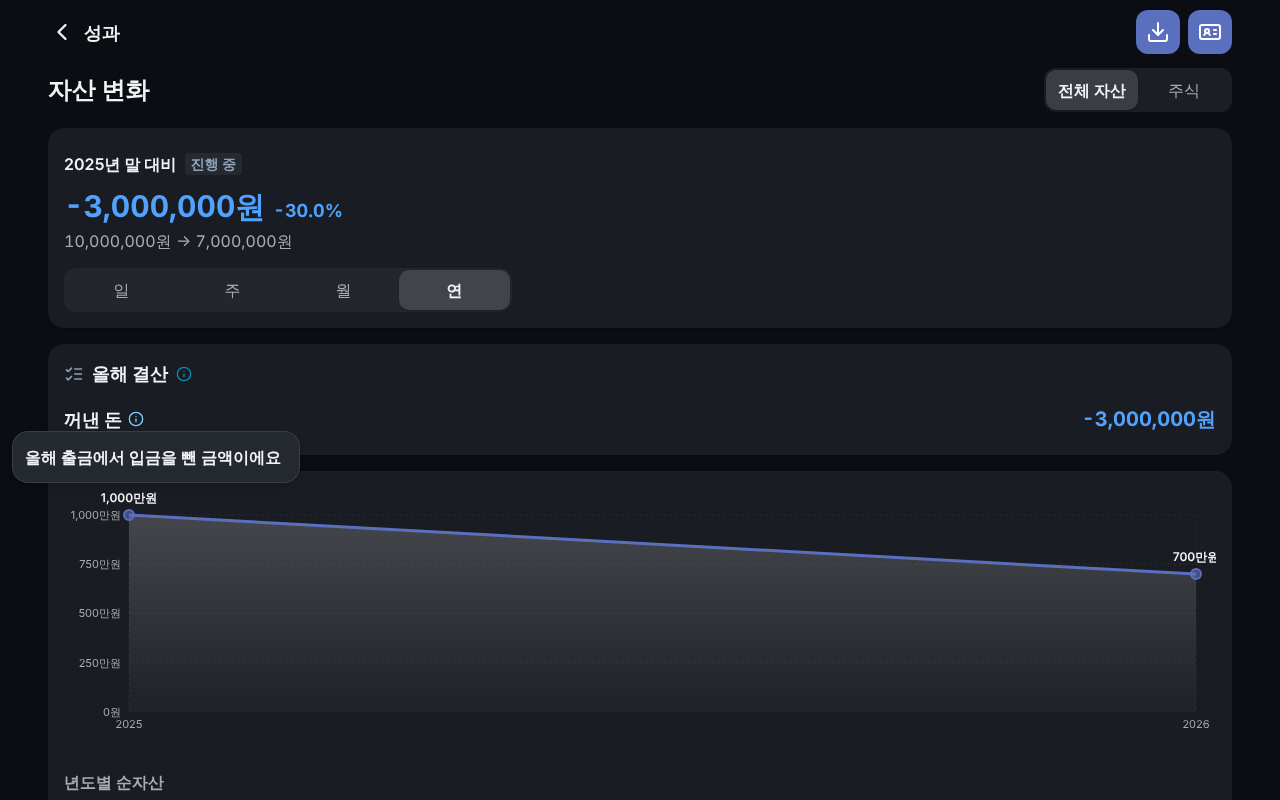 성과
자산 변화
전체 자산
주식
2025년 말 대비 진행 중
-3,000,000원 -30.0%
10,000,000원 → 7,000,000원
일
주
월
연
올해 결산
꺼낸 돈
-3,000,000원
올해 출금에서 입금을 뺀 금액이에요
1,000만원
1,000만원
700만원
750만원
500만원
250만원
0원
2025
2026
년도별 순자산